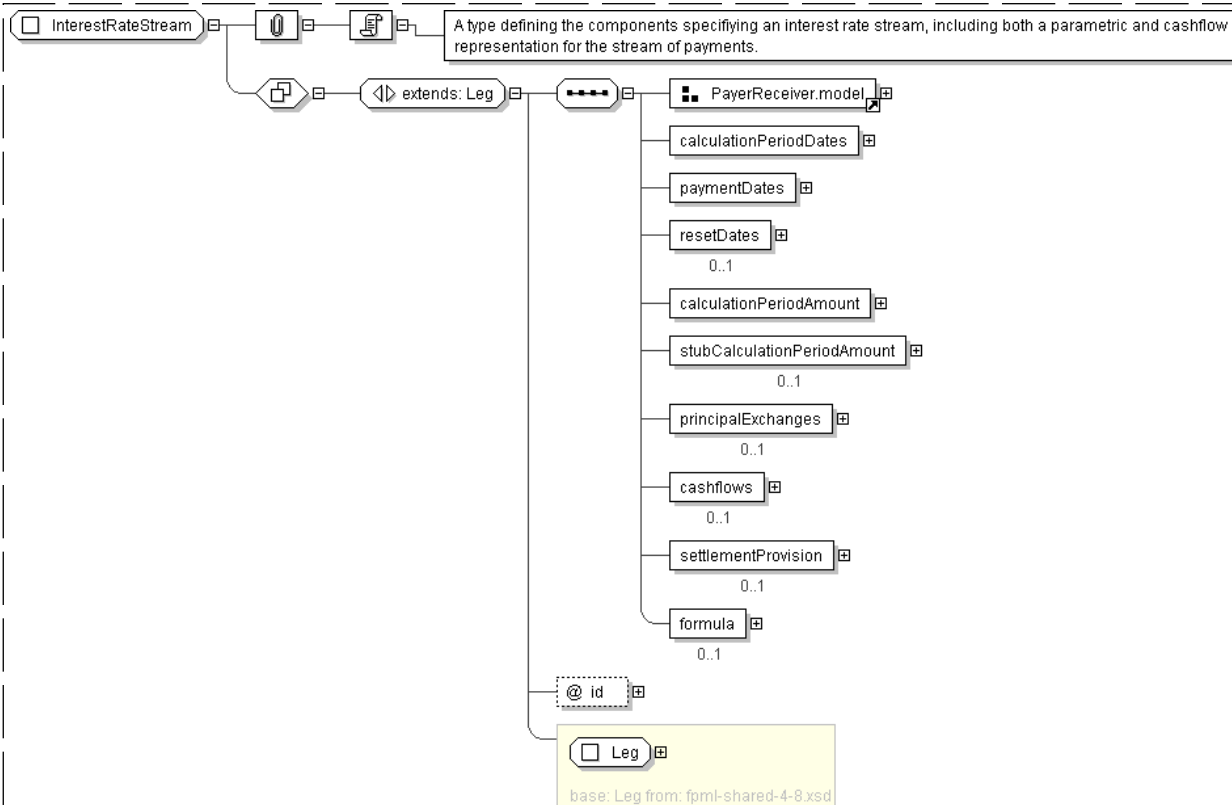 InterestRateStream
A type defining the components specifiying an interest rate stream, including both a parametric and cashflow
representation for the stream of payments.
extends: Leg
PayerReceiver.model
calculationPeriodDates
paymentDates
resetDates
0..1
calculationPeriodAmount
stubCalculationPeriodAmount
0..1
principalExchanges
0..1
cashflows
0..1
settlementProvision
0..1
formula
0..1
@ id
Leg
base: Leg from: fpml-shared-4-8.xsd